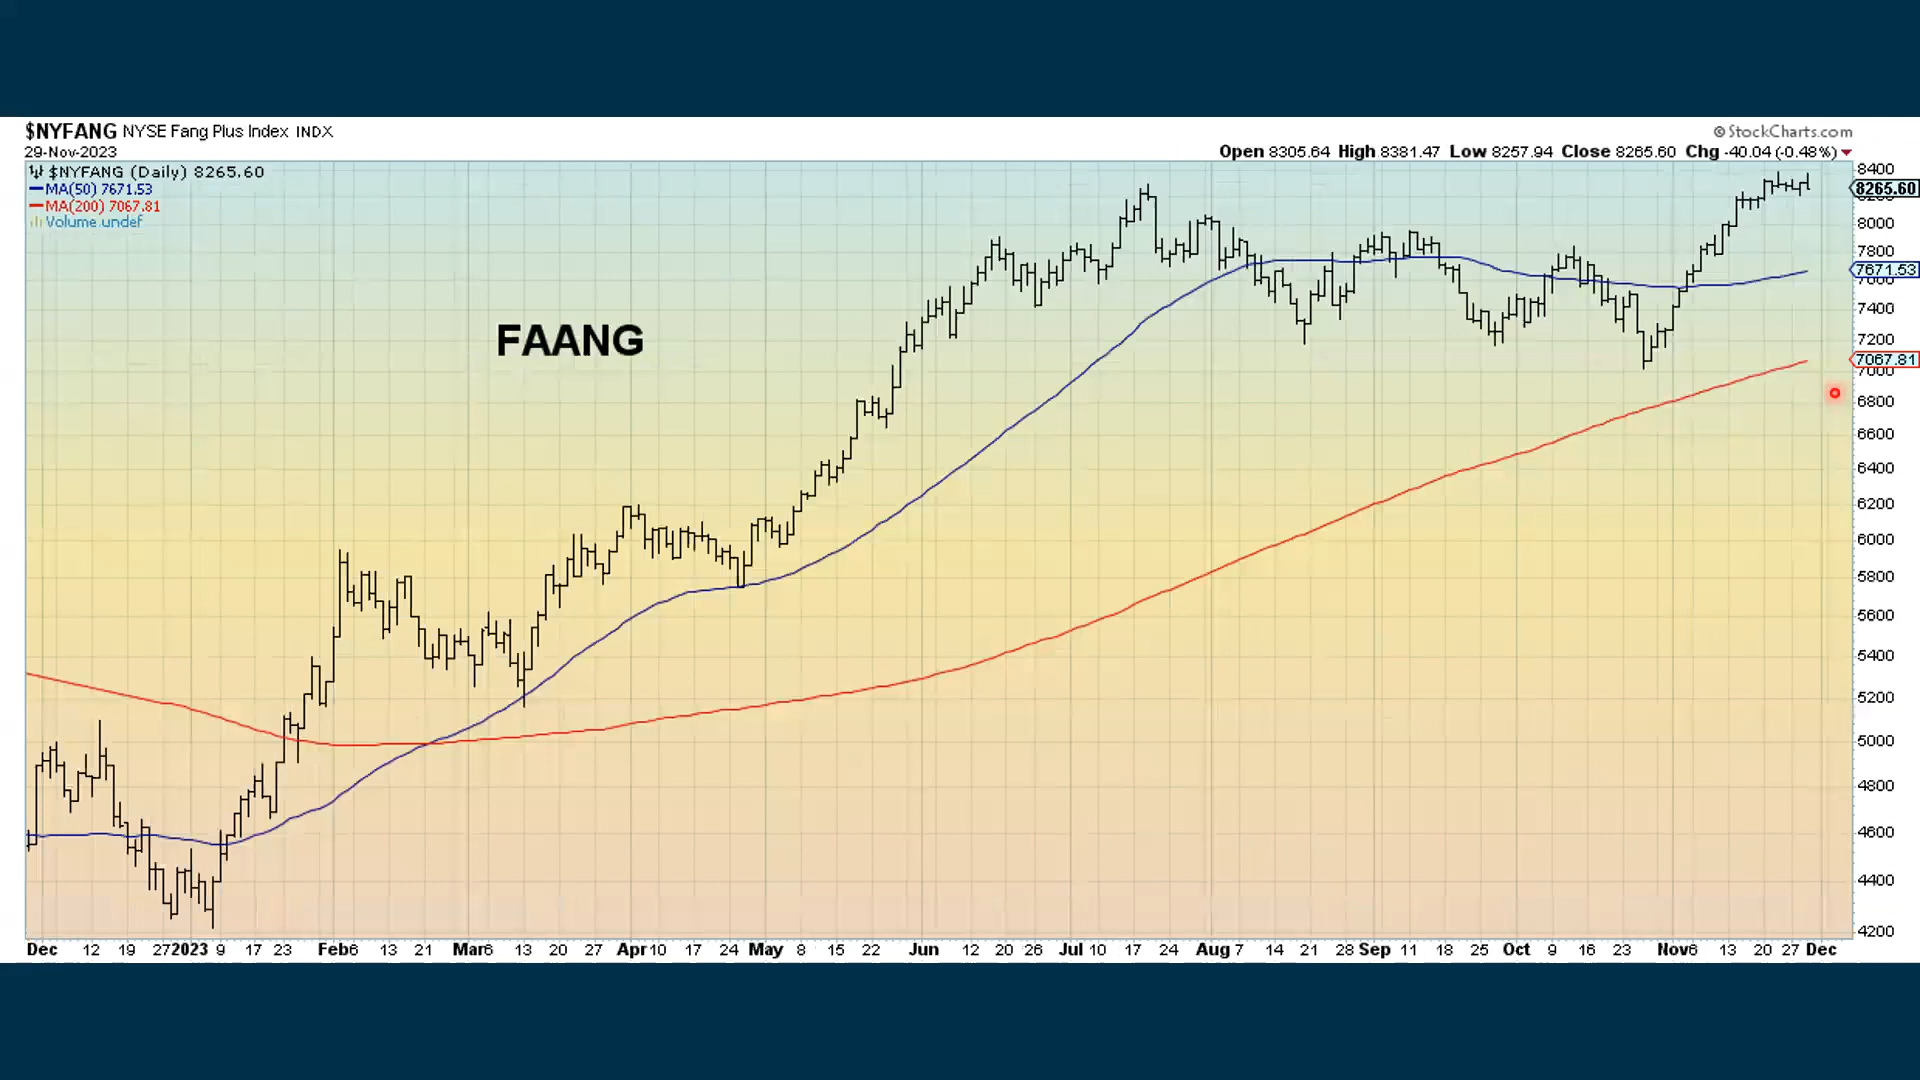 $NYFANG NYSE Fang Plus Index INDX
© StockCharts.com
29-Nov-2023
Open 8305.64 High 8381.47 Low 8257.94 Close 8265.60 Chg -40.04 (-0.48%)
$NYFANG (Daily) 8265.60
MA(50) 7671.53
MA(200) 7067.81
Volume undef
FAANG
8400
8265.60
8200
8000
7800
7671.53
7600
7400
7200
7067.81
7000
6800
6600
6400
6200
6000
5800
5600
5400
5200
5000
4800
4600
4400
4200
Dec 12 19 27 2023 9 17 23 Feb 6 13 21 Mar 6 13 20 27 Apr 10 17 24 May 8 15 22 Jun 12 20 26 Jul 10 17 24 Aug 7 14 21 28 Sep 11 18 25 Oct 9 16 23 Nov 6 13 20 27 Dec